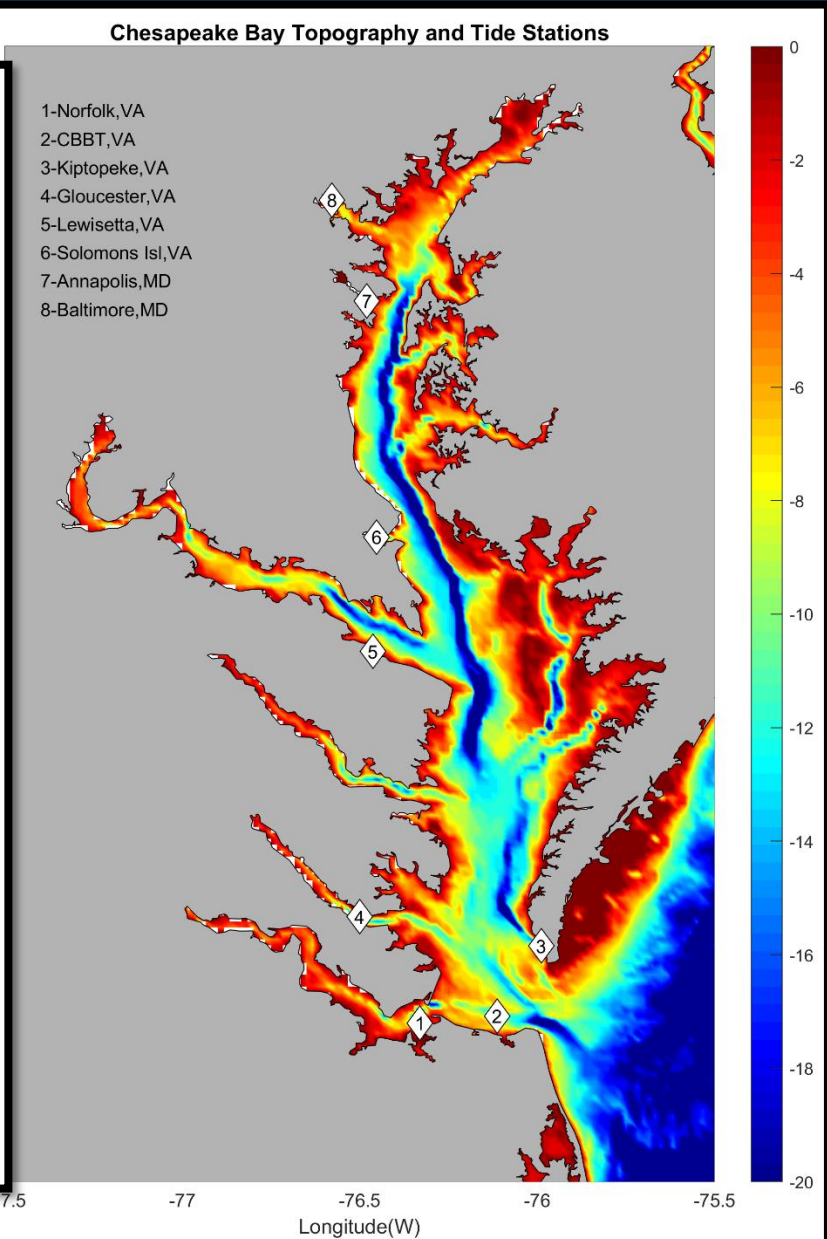 Chesapeake Bay Topography and Tide Stations
1-Norfolk,VA
2-CBBT,VA
3-Kiptopeke,VA
4-Gloucester,VA
5-Lewisetta,VA
6-Solomons Isl,VA
7-Annapolis,MD
8-Baltimore,MD
8
7
6
5
4
3
2
1
0
-2
-4
-6
-8
-10
-12
-14
-16
-18
-20
7.5
-77
-76.5
-76
-75.5
Longitude(W)